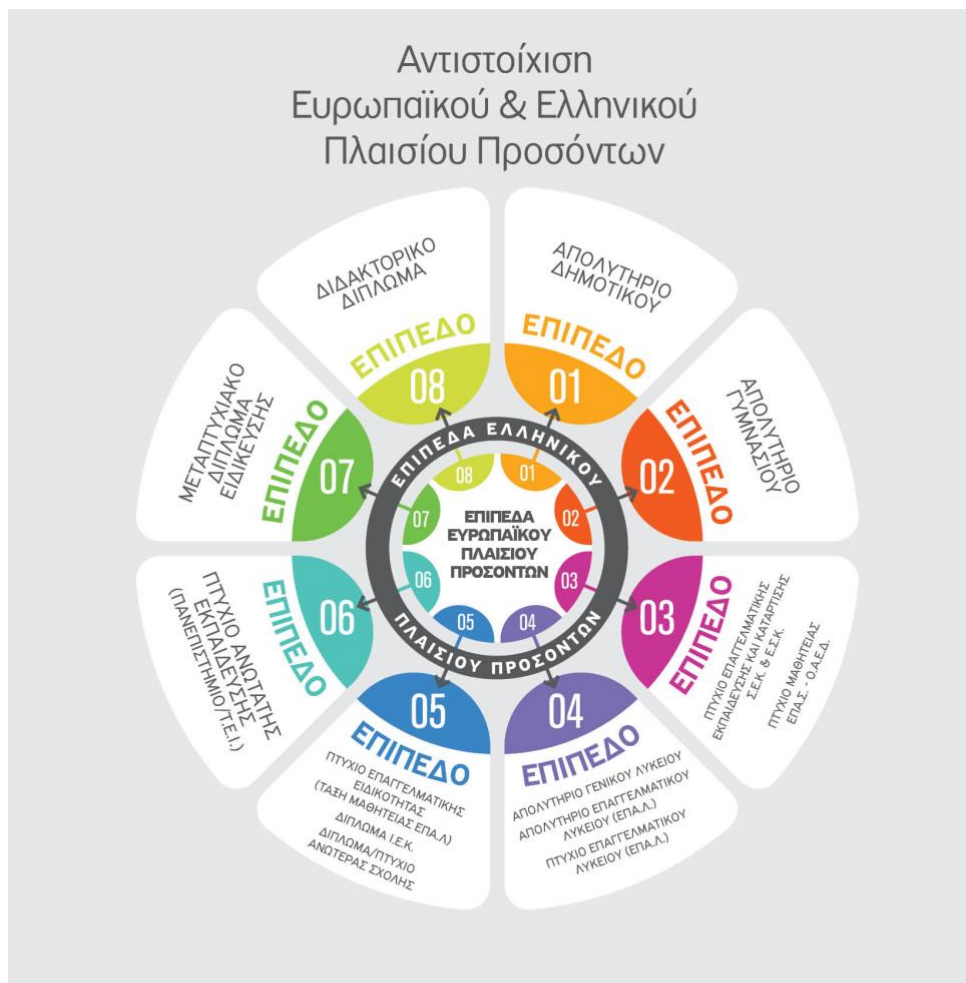 Αντιστοίχιση
Ευρωπαϊκού & Ελληνικού
Πλαισίου Προσόντων
ΑΠΟΛΥΤΗΡΙΟ
ΔΗΜΟΤΙΚΟΥ
ΕΠΙΠΕΔΟ
01
ΑΠΟΛΥΤΗΡΙΟ
ΓΥΜΝΑΣΙΟΥ
ΕΠΙΠΕΔΟ
02
ΕΠΙΠΕΔΟ
03
ΠΤΥΧΙΟ ΕΠΑΓΓΕΛΜΑΤΙΚΗΣ
ΕΚΠΑΙΔΕΥΣΗΣ ΚΑΙ ΚΑΤΑΡΤΙΣΗΣ
Σ.Ε.Κ. & Ε.Σ.Κ.
ΠΤΥΧΙΟ ΜΑΘΗΤΕΙΑΣ
ΕΠΑ.Σ. - Ο.Α.Ε.Δ.
04
ΕΠΙΠΕΔΟ
ΑΠΟΛΥΤΗΡΙΟ ΓΕΝΙΚΟΥ ΛΥΚΕΙΟΥ
ΑΠΟΛΥΤΗΡΙΟ ΕΠΑΓΓΕΛΜΑΤΙΚΟΥ
ΛΥΚΕΙΟΥ (ΕΠΑ.Λ.)
ΠΤΥΧΙΟ ΕΠΑΓΓΕΛΜΑΤΙΚΟΥ
ΛΥΚΕΙΟΥ (ΕΠΑ.Λ.)
05
ΕΠΙΠΕΔΟ
ΠΤΥΧΙΟ ΕΠΑΓΓΕΛΜΑΤΙΚΗΣ
ΕΙΔΙΚΟΤΗΤΑΣ
(ΤΑΞΗ ΜΑΘΗΤΕΙΑΣ ΕΠΑ.Λ)
ΔΙΠΛΩΜΑ Ι.Ε.Κ.
ΔΙΠΛΩΜΑ/ΠΤΥΧΙΟ
ΑΝΩΤΕΡΑΣ ΣΧΟΛΗΣ
06
ΕΠΙΠΕΔΟ
ΠΤΥΧΙΟ ΑΝΩΤΑΤΗΣ
ΕΚΠΑΙΔΕΥΣΗΣ
(ΠΑΝΕΠΙΣΤΗΜΙΟ/Τ.Ε.Ι.)
ΜΕΤΑΠΤΥΧΙΑΚΟ
ΔΙΠΛΩΜΑ
ΕΙΔΙΚΕΥΣΗΣ
ΕΠΙΠΕΔΟ
07
ΔΙΔΑΚΤΟΡΙΚΟ
ΔΙΠΛΩΜΑ
ΕΠΙΠΕΔΟ
08
ΕΠΙΠΕΔΑ ΕΛΛΗΝΙΚΟΥ
ΠΛΑΙΣΙΟΥ ΠΡΟΣΟΝΤΩΝ
01
02
03
04
05
06
07
08
ΕΠΙΠΕΔΑ
ΕΥΡΩΠΑΪΚΟΥ
ΠΛΑΙΣΙΟΥ
ΠΡΟΣΟΝΤΩΝ